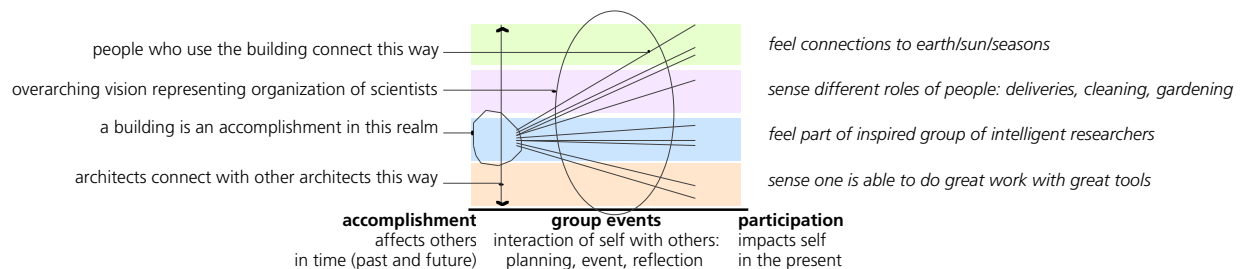 people who use the building connect this way
feel connections to earth/sun/seasons
overarching vision representing organization of scientists
sense different roles of people: deliveries, cleaning, gardening
a building is an accomplishment in this realm
feel part of inspired group of intelligent researchers
architects connect with other architects this way
sense one is able to do great work with great tools
accomplishment
affects others
in time (past and future)
group events
interaction of self with others:
planning, event, reflection
participation
impacts self
in the present